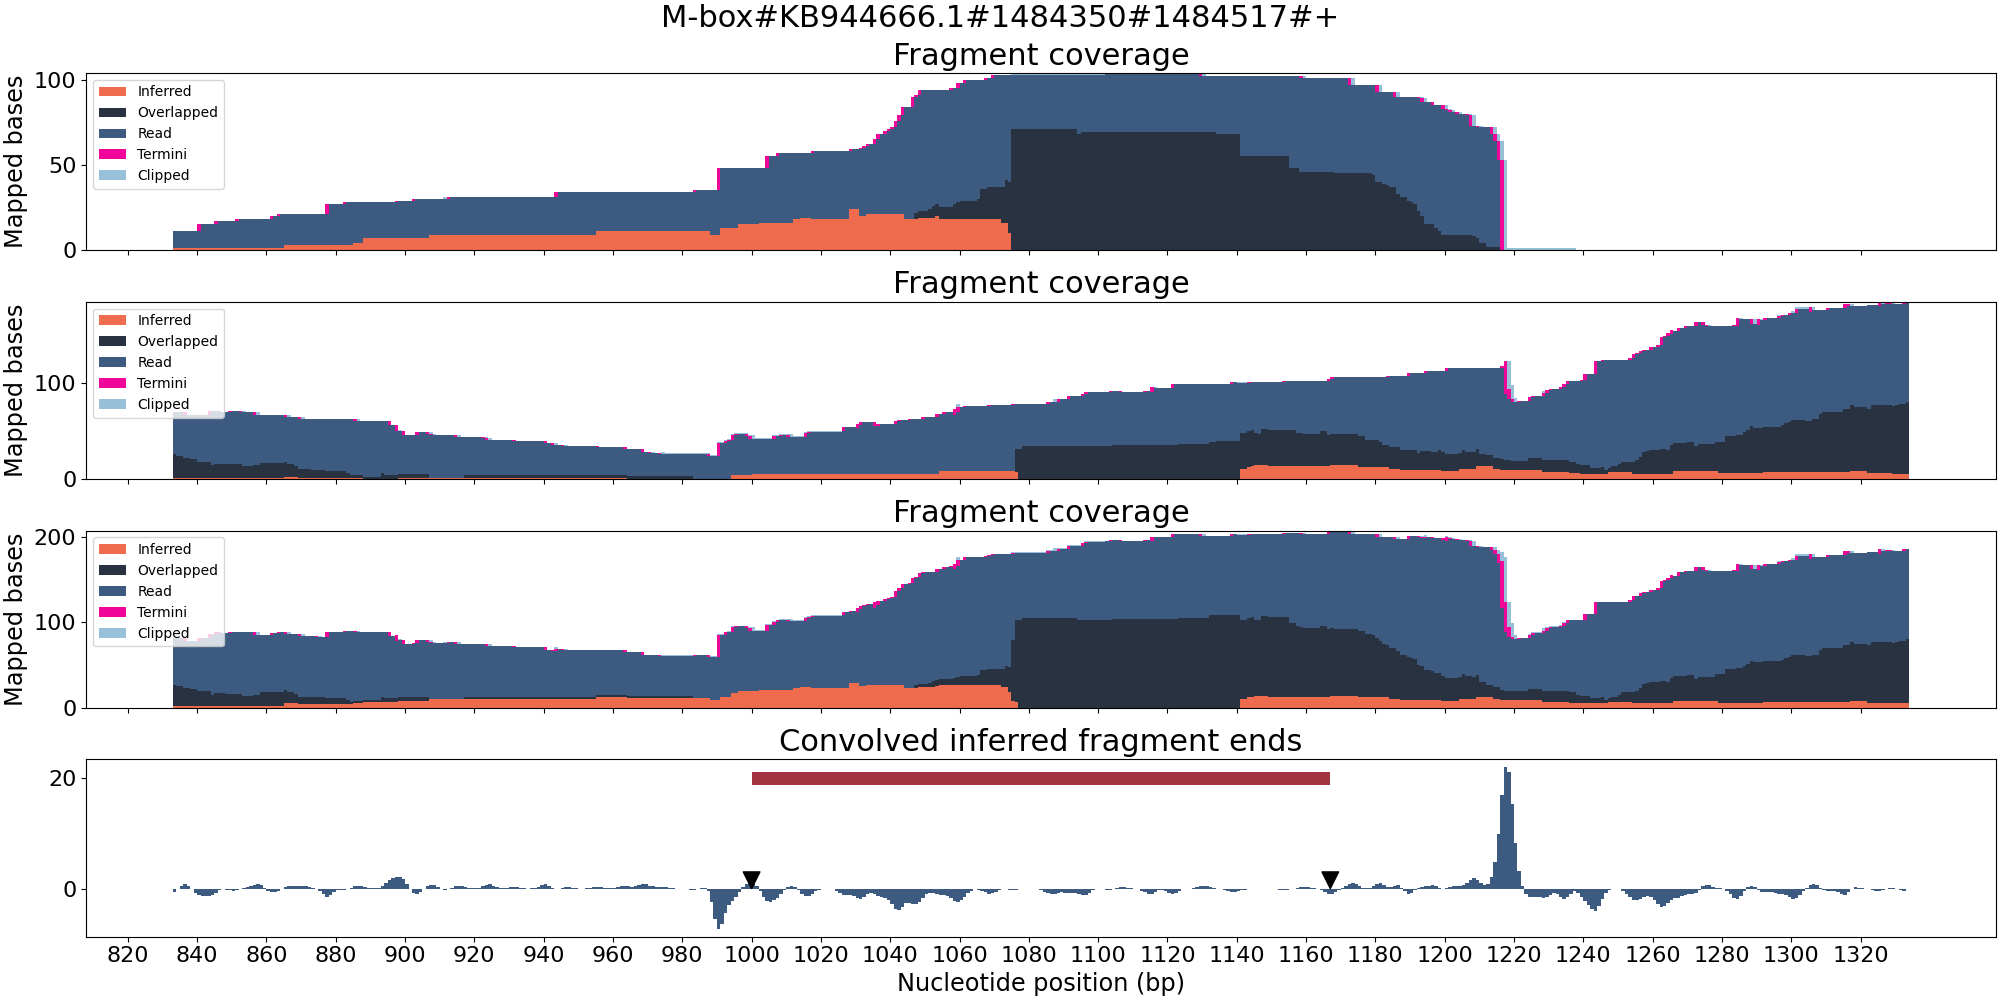 M-box#KB944666.1#1484350#1484517#+
Fragment coverage
Mapped bases
100
50
0
Inferred
Overlapped
Read
Termini
Clipped
Fragment coverage
Mapped bases
100
0
Inferred
Overlapped
Read
Termini
Clipped
Fragment coverage
Mapped bases
200
100
0
Inferred
Overlapped
Read
Termini
Clipped
Convolved inferred fragment ends
20
0
820 840 860 880 900 920 940 960 980 1000 1020 1040 1060 1080 1100 1120 1140 1160 1180 1200 1220 1240 1260 1280 1300 1320
Nucleotide position (bp)